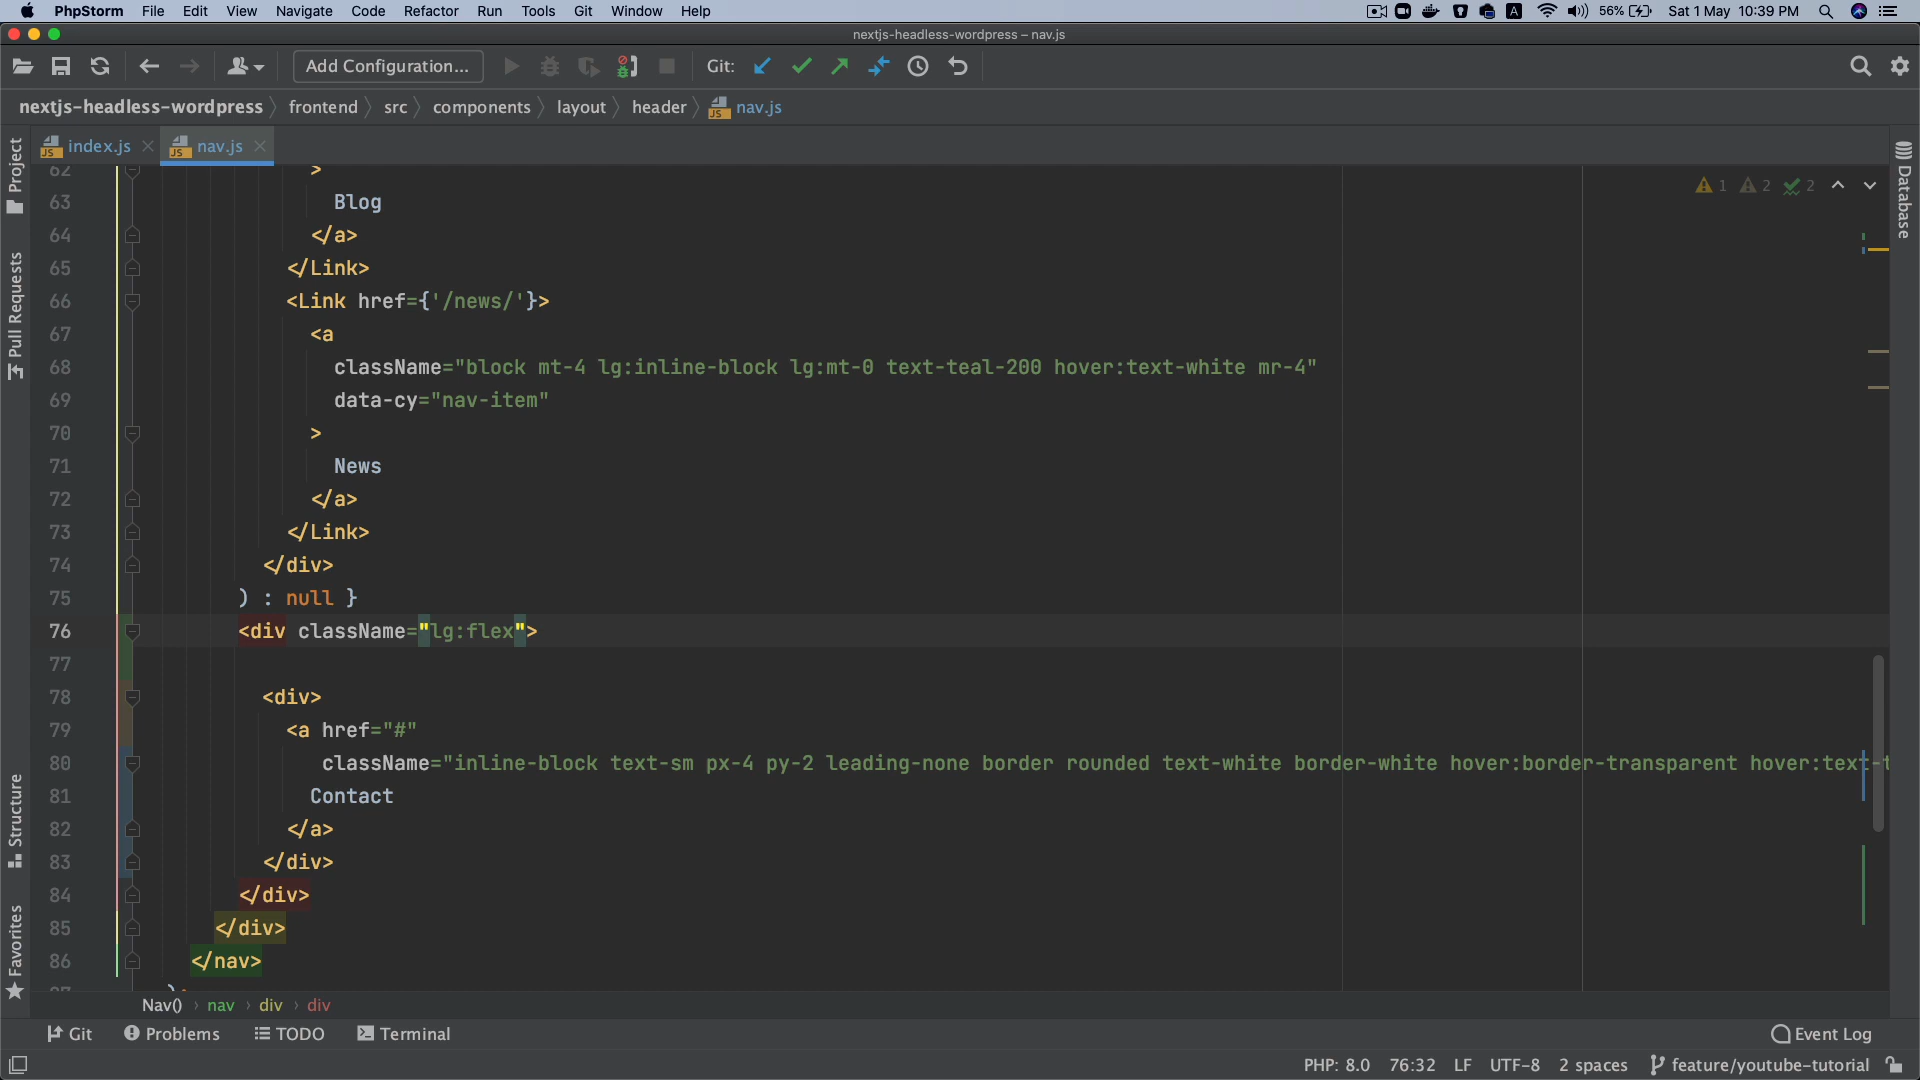 PhpStorm File Edit View Navigate Code Refactor Run Tools Git Window Help 56% Sat 1 May 10:39 PM
nextjs-headless-wordpress – nav.js
Add Configuration... Git:
nextjs-headless-wordpress frontend src components layout header nav.js
index.js nav.js
Project
Pull Requests
Structure
Favorites
Database
1 2 2
62 >
63 Blog
64 </a>
65 </Link>
66 <Link href={'/news/'}>
67 <a
68 className="block mt-4 lg:inline-block lg:mt-0 text-teal-200 hover:text-white mr-4"
69 data-cy="nav-item"
70 >
71 News
72 </a>
73 </Link>
74 </div>
75 ) : null }
76 <div className="lg:flex">
77
78 <div>
79 <a href="#"
80 className="inline-block text-sm px-4 py-2 leading-none border rounded text-white border-white hover:border-transparent hover:text-t
81 Contact
82 </a>
83 </div>
84 </div>
85 </div>
86 </nav>
Nav() nav div div
Git Problems TODO Terminal Event Log
PHP: 8.0 76:32 LF UTF-8 2 spaces feature/youtube-tutorial